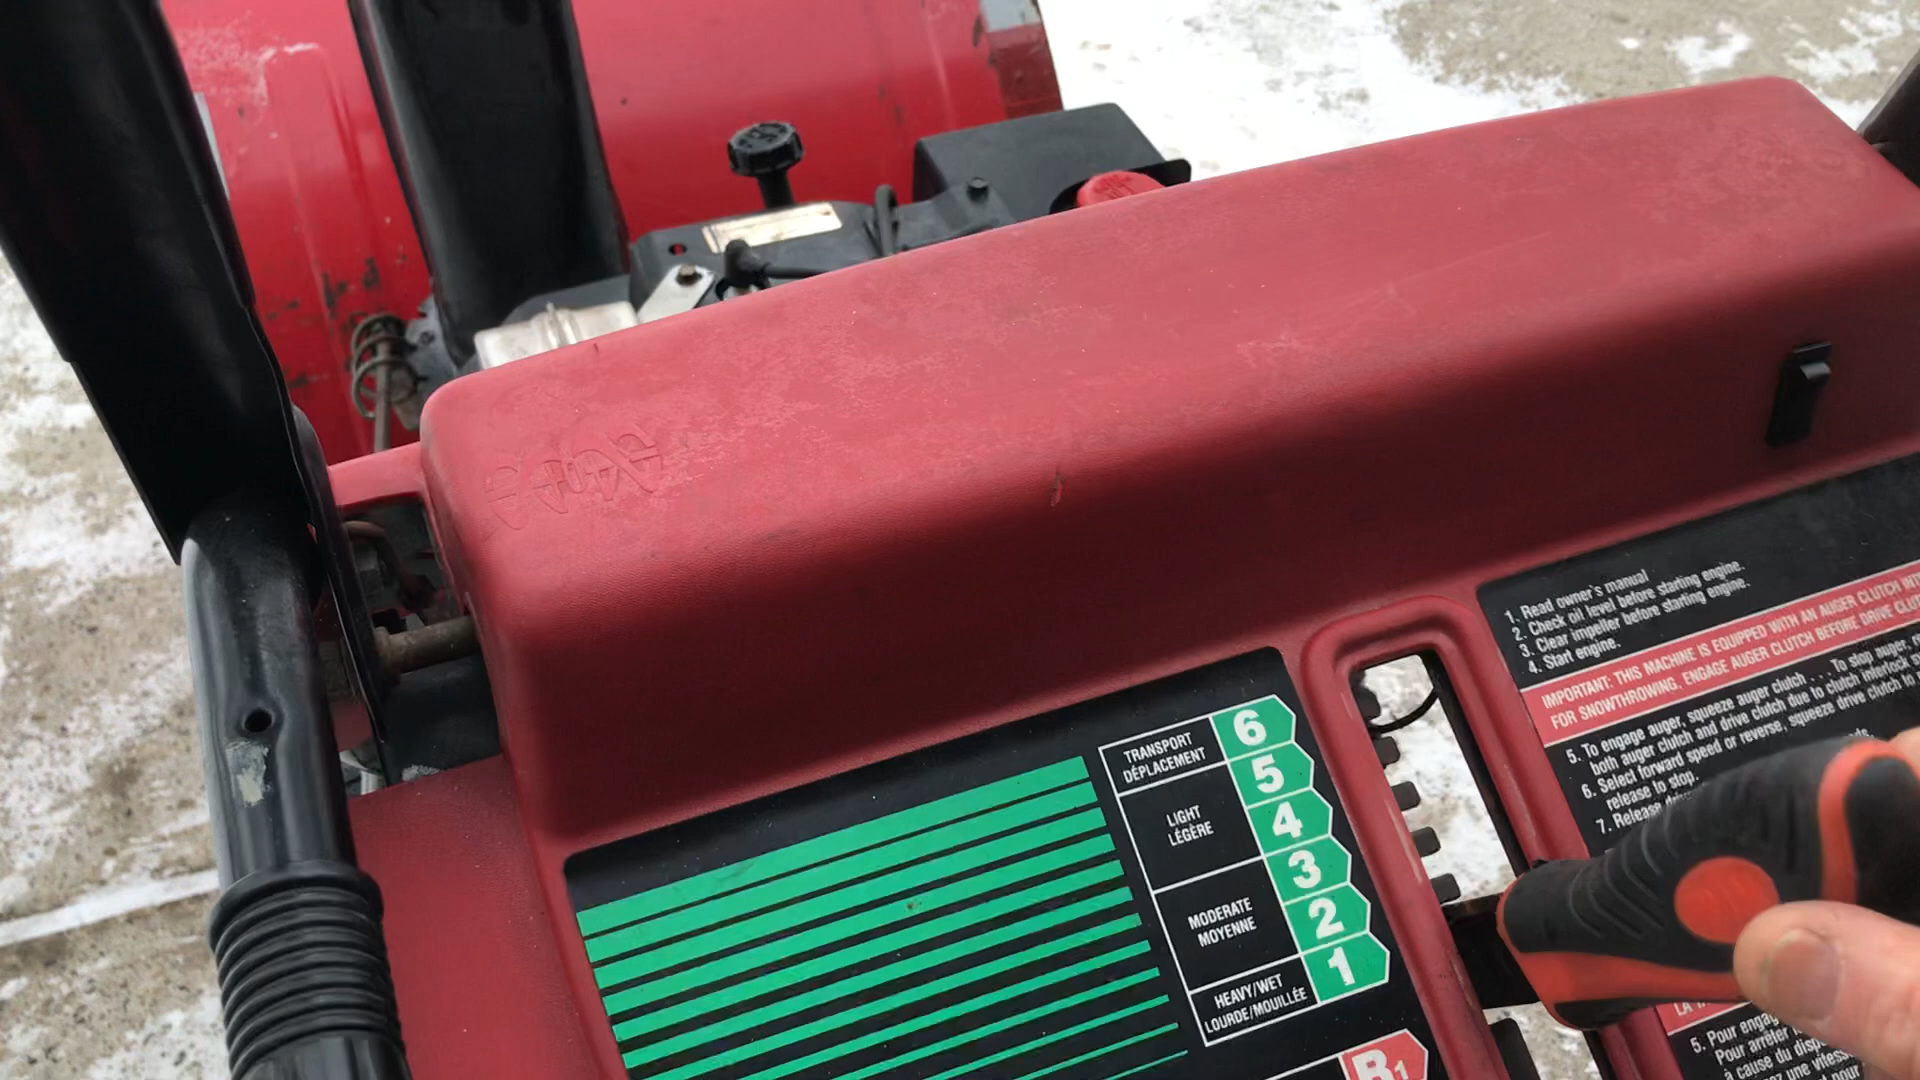 1. Read owner's manual
2. Check oil level before starting engine.
3. Clear impeller before starting engine.
4. Start engine.
IMPORTANT: THIS MACHINE IS EQUIPPED WITH AN AUGER CLUTCH
FOR SNOWTHROWING, ENGAGE AUGER CLUTCH BEFORE DRIVE
5. To engage auger, squeeze auger clutch . . . To stop auger,
both auger clutch and drive clutch due to clutch interlock
6. Select forward speed or reverse, squeeze drive clutch to
release to stop.
7. Release
TRANSPORT
DÉPLACEMENT
6
5
LIGHT
LÉGÈRE
4
3
MODERATE
MOYENNE
2
1
HEAVY/WET
LOURDE/MOUILLÉE
R1
LA
5. Pour
Pour arrêter
à cause du
une